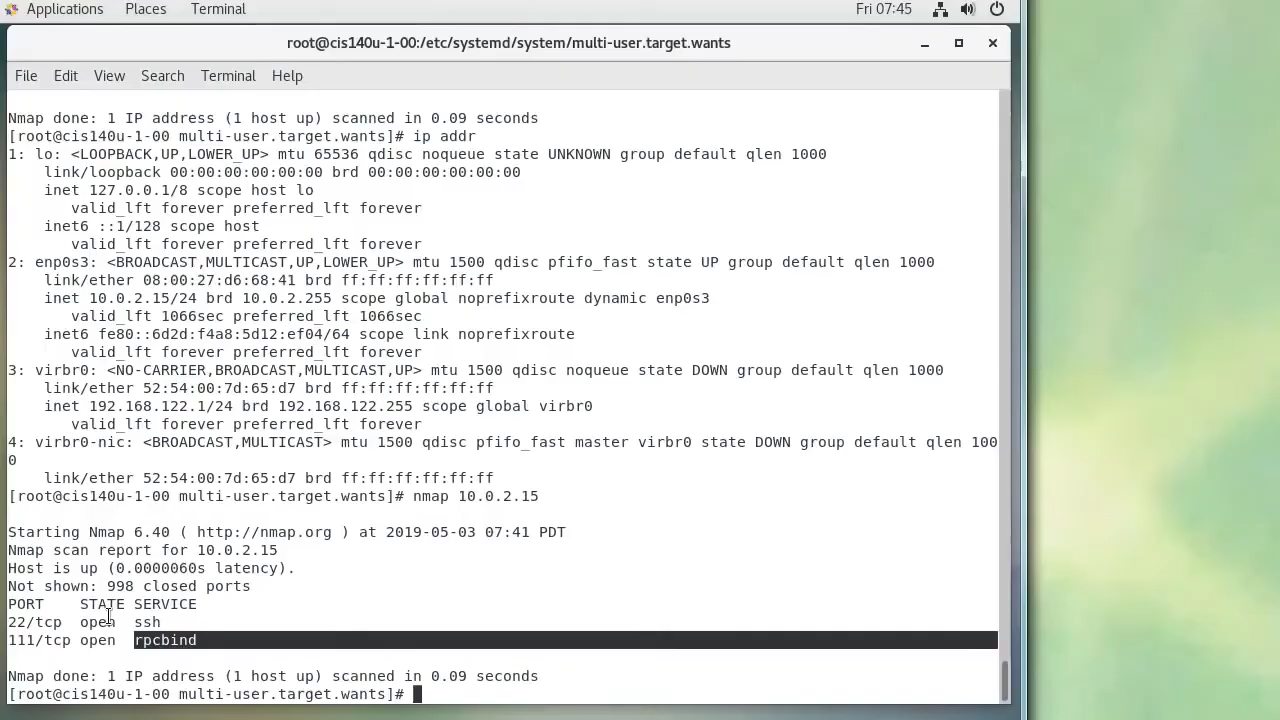 Applications Places Terminal Fri 07:45
root@cis140u-1-00:/etc/systemd/system/multi-user.target.wants
File Edit View Search Terminal Help
Nmap done: 1 IP address (1 host up) scanned in 0.09 seconds
[root@cis140u-1-00 multi-user.target.wants]# ip addr
1: lo: <LOOPBACK,UP,LOWER_UP> mtu 65536 qdisc noqueue state UNKNOWN group default qlen 1000
    link/loopback 00:00:00:00:00:00 brd 00:00:00:00:00:00
    inet 127.0.0.1/8 scope host lo
       valid_lft forever preferred_lft forever
    inet6 ::1/128 scope host
       valid_lft forever preferred_lft forever
2: enp0s3: <BROADCAST,MULTICAST,UP,LOWER_UP> mtu 1500 qdisc pfifo_fast state UP group default qlen 1000
    link/ether 08:00:27:d6:68:41 brd ff:ff:ff:ff:ff:ff
    inet 10.0.2.15/24 brd 10.0.2.255 scope global noprefixroute dynamic enp0s3
       valid_lft 1066sec preferred_lft 1066sec
    inet6 fe80::6d2d:f4a8:5d12:ef04/64 scope link noprefixroute
       valid_lft forever preferred_lft forever
3: virbr0: <NO-CARRIER,BROADCAST,MULTICAST,UP> mtu 1500 qdisc noqueue state DOWN group default qlen 1000
    link/ether 52:54:00:7d:65:d7 brd ff:ff:ff:ff:ff:ff
    inet 192.168.122.1/24 brd 192.168.122.255 scope global virbr0
       valid_lft forever preferred_lft forever
4: virbr0-nic: <BROADCAST,MULTICAST> mtu 1500 qdisc pfifo_fast master virbr0 state DOWN group default qlen 100
0
    link/ether 52:54:00:7d:65:d7 brd ff:ff:ff:ff:ff:ff
[root@cis140u-1-00 multi-user.target.wants]# nmap 10.0.2.15
Starting Nmap 6.40 ( http://nmap.org ) at 2019-05-03 07:41 PDT
Nmap scan report for 10.0.2.15
Host is up (0.0000060s latency).
Not shown: 998 closed ports
PORT    STATE SERVICE
22/tcp  open  ssh
111/tcp open  rpcbind
Nmap done: 1 IP address (1 host up) scanned in 0.09 seconds
[root@cis140u-1-00 multi-user.target.wants]#